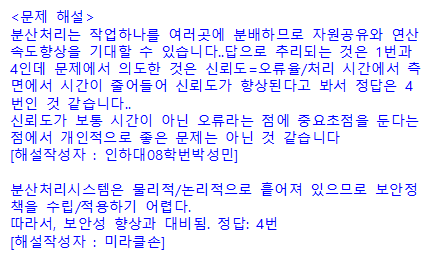 <문제 해설>
분산처리는 작업하나를 여러곳에 분배하므로 자원공유와 연산
속도향상을 기대할 수 있습니다..답으로 추리되는 것은 1번과
4인데 문제에서 의도한 것은 신뢰도=오류율/처리 시간에서 측
면에서 시간이 줄어들어 신뢰도가 향상된다고 봐서 정답은 4
번인 것 같습니다..
신뢰도가 보통 시간이 아닌 오류라는 점에 중요초점을 둔다는
점에서 개인적으로 좋은 문제는 아닌 것 같습니다
[해설작성자 : 인하대08학번박성민]

분산처리시스템은 물리적/논리적으로 흩어져 있으므로 보안정
책을 수립/적용하기 어렵다.
따라서, 보안성 향상과 대비됨. 정답: 4번
[해설작성자 : 미라클손]